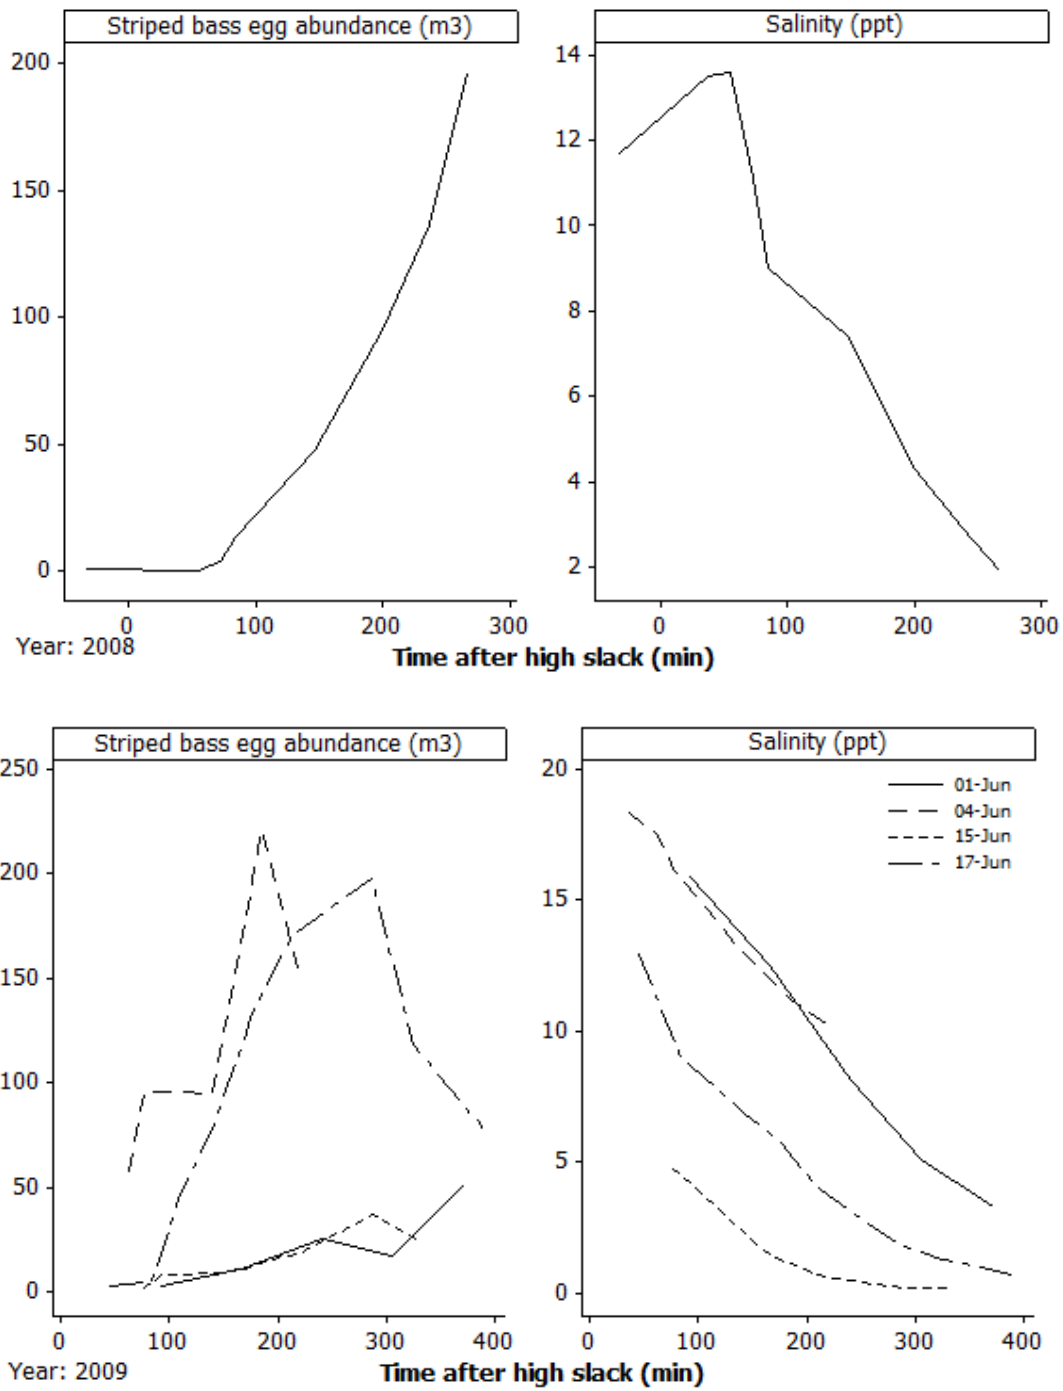 Striped bass egg abundance (m3)
Salinity (ppt)
200
150
100
50
0
14
12
10
8
6
4
2
0 100 200 300
0 100 200 300
Year: 2008
Time after high slack (min)
Striped bass egg abundance (m3)
Salinity (ppt)
250
200
150
100
50
0
20
15
10
5
0
01-Jun
04-Jun
15-Jun
17-Jun
0 100 200 300 400
0 100 200 300 400
Year: 2009
Time after high slack (min)